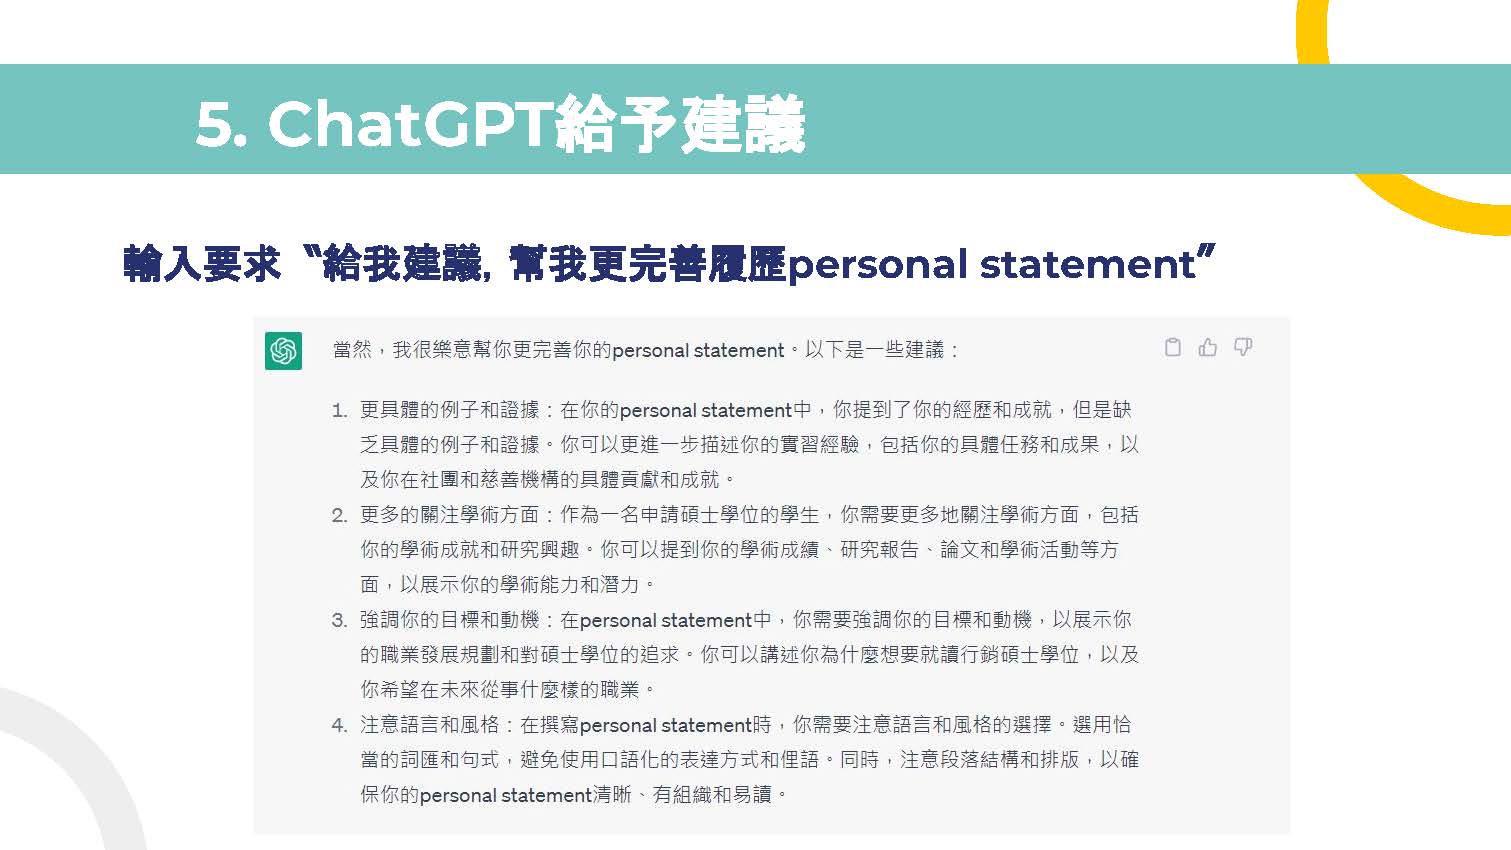 5. ChatGPT給予建議
輸入要求〝給我建議, 幫我更完善履歷personal statement〞
當然，我很樂意幫你更完善你的personal statement。以下是一些建議：
1. 更具體的例子和證據：在你的personal statement中，你提到了你的經歷和成就，但是缺
乏具體的例子和證據。你可以更進一步描述你的實習經驗，包括你的具體任務和成果，以
及你在社團和慈善機構的具體貢獻和成就。
2. 更多的關注學術方面：作為一名申請碩士學位的學生，你需要更多地關注學術方面，包括
你的學術成就和研究興趣。你可以提到你的學術成績、研究報告、論文和學術活動等方
面，以展示你的學術能力和潛力。
3. 強調你的目標和動機：在personal statement中，你需要強調你的目標和動機，以展示你
的職業發展規劃和對碩士學位的追求。你可以講述你為什麼想要就讀行銷碩士學位，以及
你希望在未來從事什麼樣的職業。
4. 注意語言和風格：在撰寫personal statement時，你需要注意語言和風格的選擇。選用恰
當的詞匯和句式，避免使用口語化的表達方式和俚語。同時，注意段落結構和排版，以確
保你的personal statement清晰、有組織和易讀。